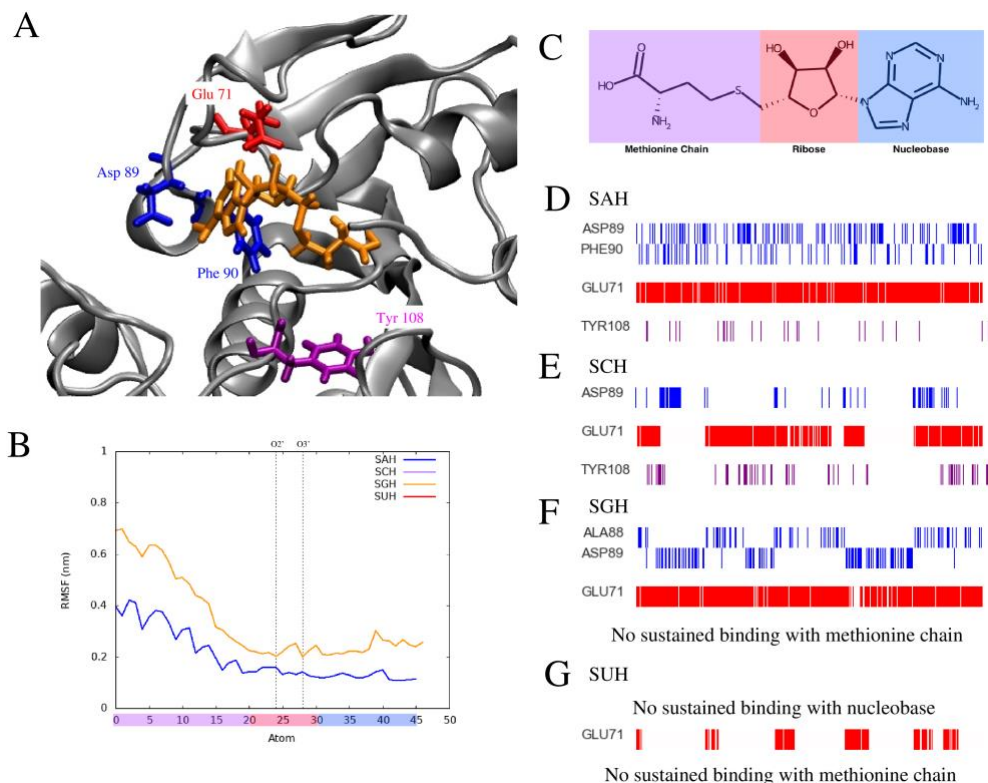 A
Glu 71
Asp 89
Phe 90
Tyr 108
B
O2' O3'
SAH
SCH
SGH
SUH
RMSF (nm)
1
0.8
0.6
0.4
0.2
0
0 5 10 15 20 25 30 35 40 45 50
Atom
C
O
HO
NH₂
S
HO OH
O
N N
N N
NH₂
Methionine Chain Ribose Nucleobase
D SAH
ASP89
PHE90
GLU71
TYR108
E SCH
ASP89
GLU71
TYR108
F SGH
ALA88
ASP89
GLU71
No sustained binding with methionine chain
G SUH
No sustained binding with nucleobase
GLU71
No sustained binding with methionine chain